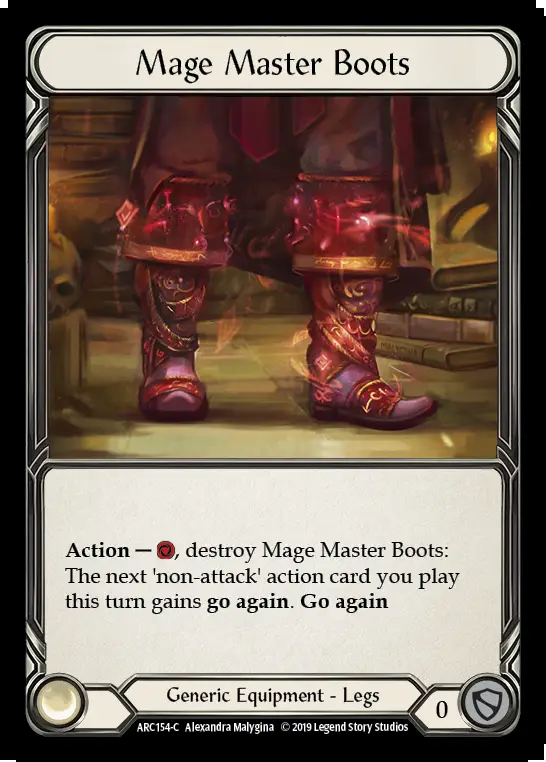 Mage Master Boots
Action — , destroy Mage Master Boots:
The next 'non-attack' action card you play
this turn gains go again. Go again
Generic Equipment - Legs
0
ARC154-C Alexandra Malygina © 2019 Legend Story Studios